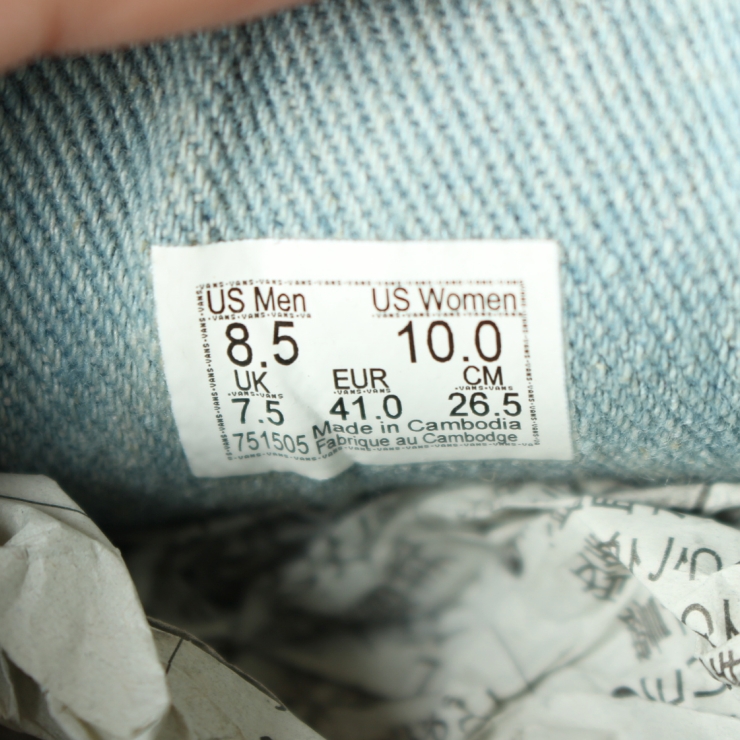 US Men US Women
8.5 10.0
UK EUR CM
7.5 41.0 26.5
Made in Cambodia
751505 Fabrique au Cambodge